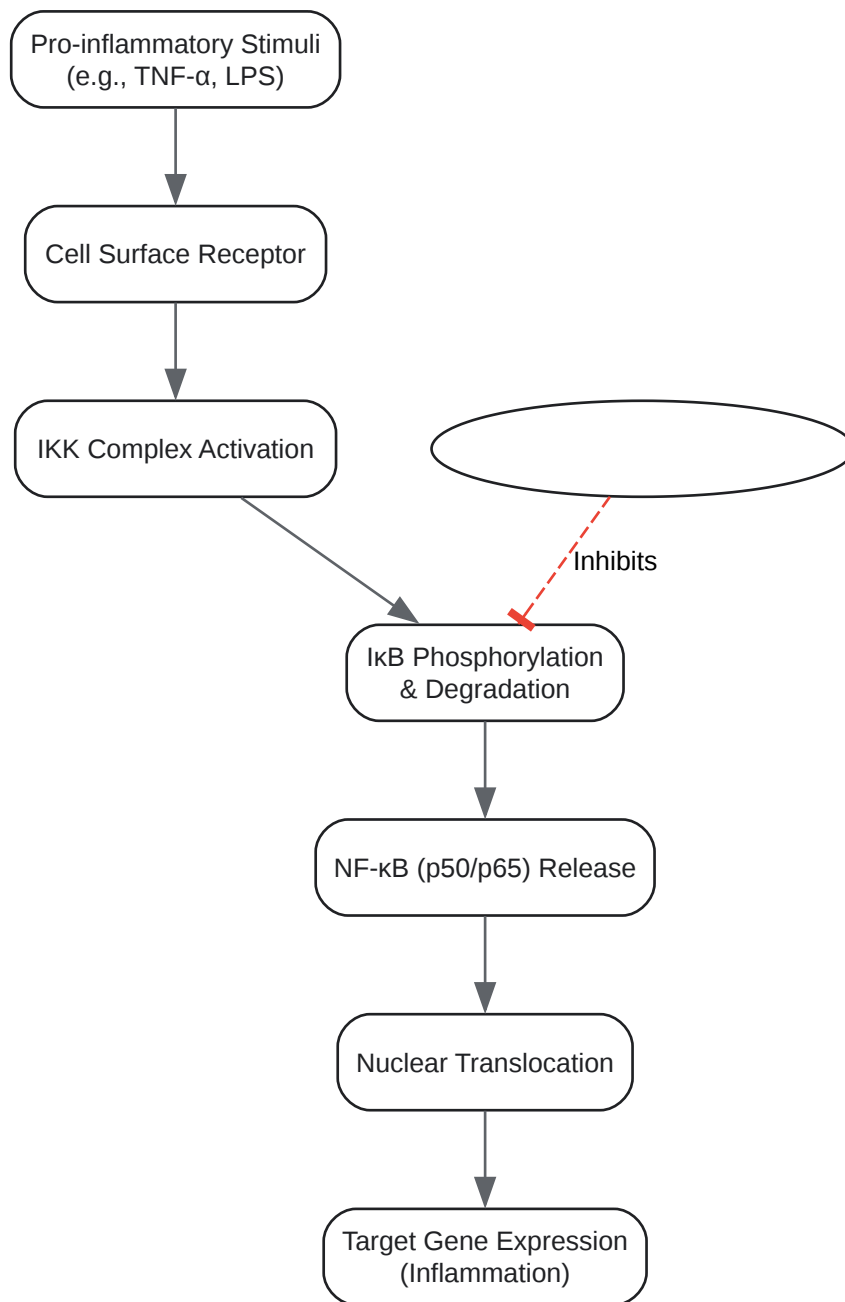 Pro-inflammatory Stimuli
(e.g., TNF-α, LPS)
Cell Surface Receptor
IKK Complex Activation
Inhibits
IκB Phosphorylation
& Degradation
NF-κB (p50/p65) Release
Nuclear Translocation
Target Gene Expression
(Inflammation)